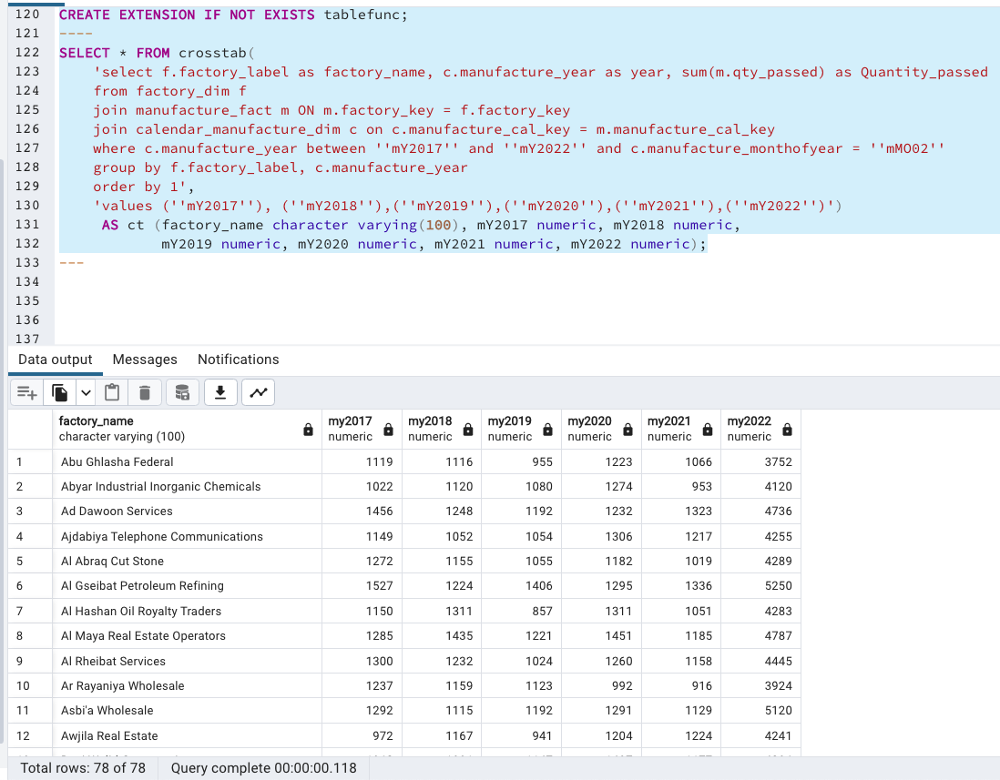 120 CREATE EXTENSION IF NOT EXISTS tablefunc;
121 ----
122 SELECT * FROM crosstab(
123 'select f.factory_label as factory_name, c.manufacture_year as year, sum(m.qty_passed) as Quantity_passed
124 from factory_dim f
125 join manufacture_fact m ON m.factory_key = f.factory_key
126 join calendar_manufacture_dim c on c.manufacture_cal_key = m.manufacture_cal_key
127 where c.manufacture_year between ''mY2017'' and ''mY2022'' and c.manufacture_monthofyear = ''mMO02''
128 group by f.factory_label, c.manufacture_year
129 order by 1',
130 'values (''mY2017''), (''mY2018''),(''mY2019''),(''mY2020''),(''mY2021''),(''mY2022'')')
131 AS ct (factory_name character varying(100), mY2017 numeric, mY2018 numeric,
132 mY2019 numeric, mY2020 numeric, mY2021 numeric, mY2022 numeric);
133 ---
134
135
136
137
Data output Messages Notifications
factory_name my2017 my2018 my2019 my2020 my2021 my2022
character varying (100) numeric numeric numeric numeric numeric numeric
1 Abu Ghlasha Federal 1119 1116 955 1223 1066 3752
2 Abyar Industrial Inorganic Chemicals 1022 1120 1080 1274 953 4120
3 Ad Dawoon Services 1456 1248 1192 1232 1323 4736
4 Ajdabiya Telephone Communications 1149 1052 1054 1306 1217 4255
5 Al Abraq Cut Stone 1272 1155 1055 1182 1019 4289
6 Al Gseibat Petroleum Refining 1527 1224 1406 1295 1336 5250
7 Al Hashan Oil Royalty Traders 1150 1311 857 1311 1051 4283
8 Al Maya Real Estate Operators 1285 1435 1221 1451 1185 4787
9 Al Rheibat Services 1300 1232 1024 1260 1158 4445
10 Ar Rayaniya Wholesale 1237 1159 1123 992 916 3924
11 Asbi'a Wholesale 1292 1115 1192 1291 1129 5120
12 Awjila Real Estate 972 1167 941 1204 1224 4241
Total rows: 78 of 78 Query complete 00:00:00.118